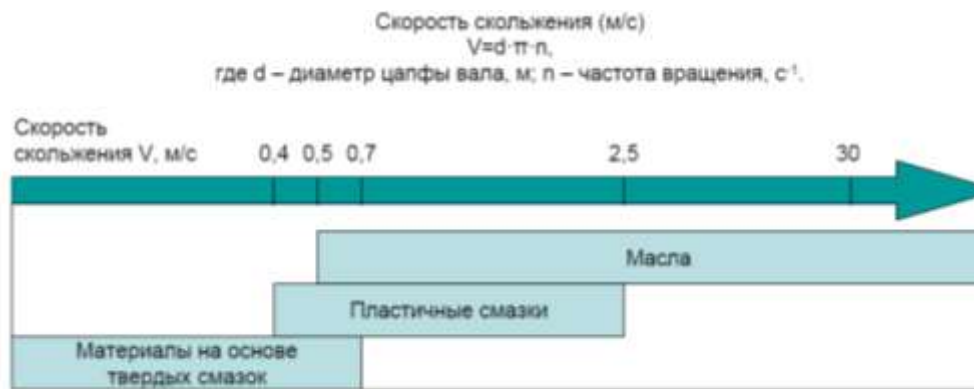 Скорость скольжения (м/с)
V=d·π·n,
где d – диаметр цапфы вала, м; n – частота вращения, с⁻¹.
Скорость
скольжения V, м/с 0,4 0,5 0,7 2,5 30
Масла
Пластичные смазки
Материалы на основе
твердых смазок